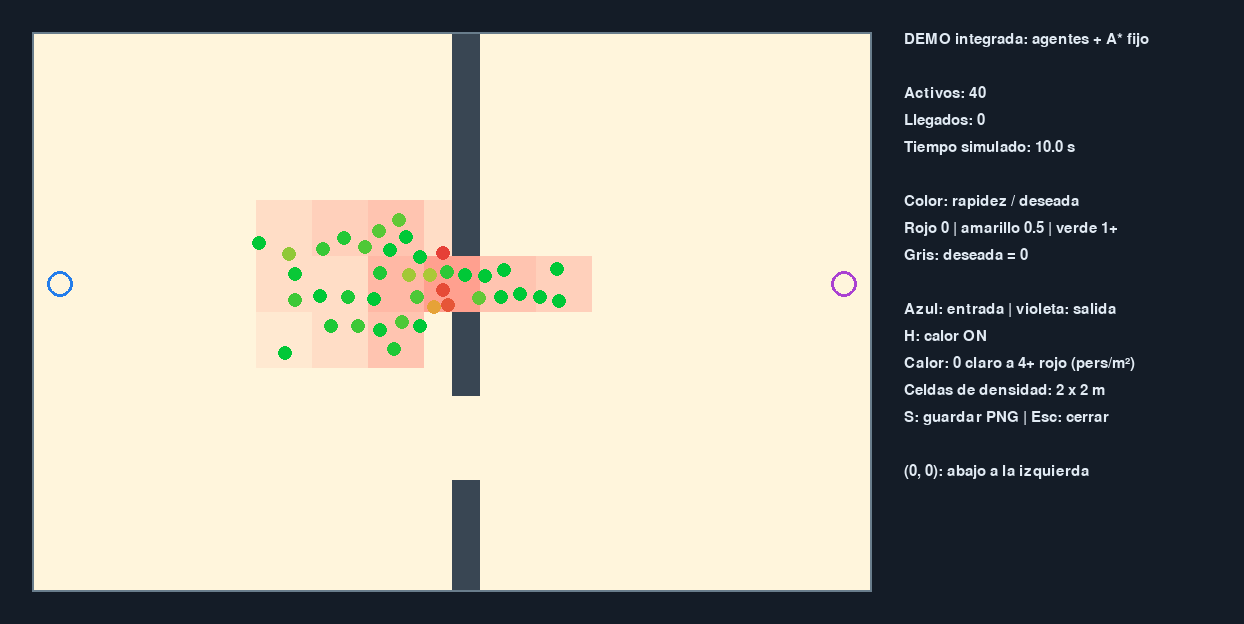 DEMO integrada: agentes + A* fijo
Activos: 40
Llegados: 0
Tiempo simulado: 10.0 s
Color: rapidez / deseada
Rojo 0 | amarillo 0.5 | verde 1+
Gris: deseada = 0
Azul: entrada | violeta: salida
H: calor ON
Calor: 0 claro a 4+ rojo (pers/m²)
Celdas de densidad: 2 x 2 m
S: guardar PNG | Esc: cerrar
(0, 0): abajo a la izquierda